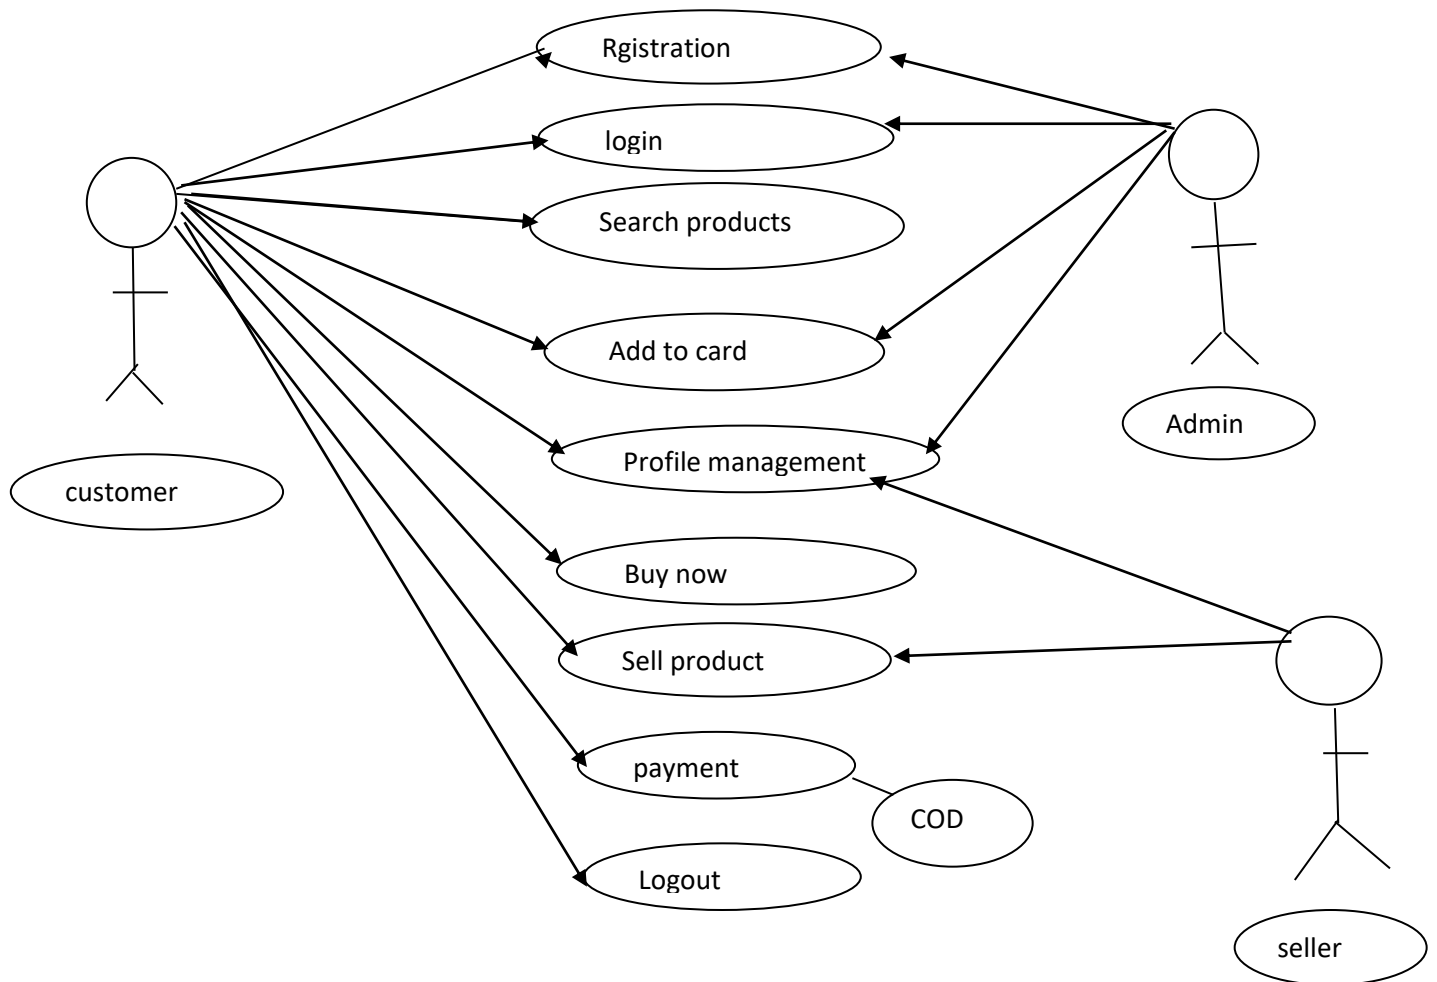 Rgistration
login
Search products
Add to card
Admin
Profile management
customer
Buy now
Sell product
payment
COD
Logout
seller